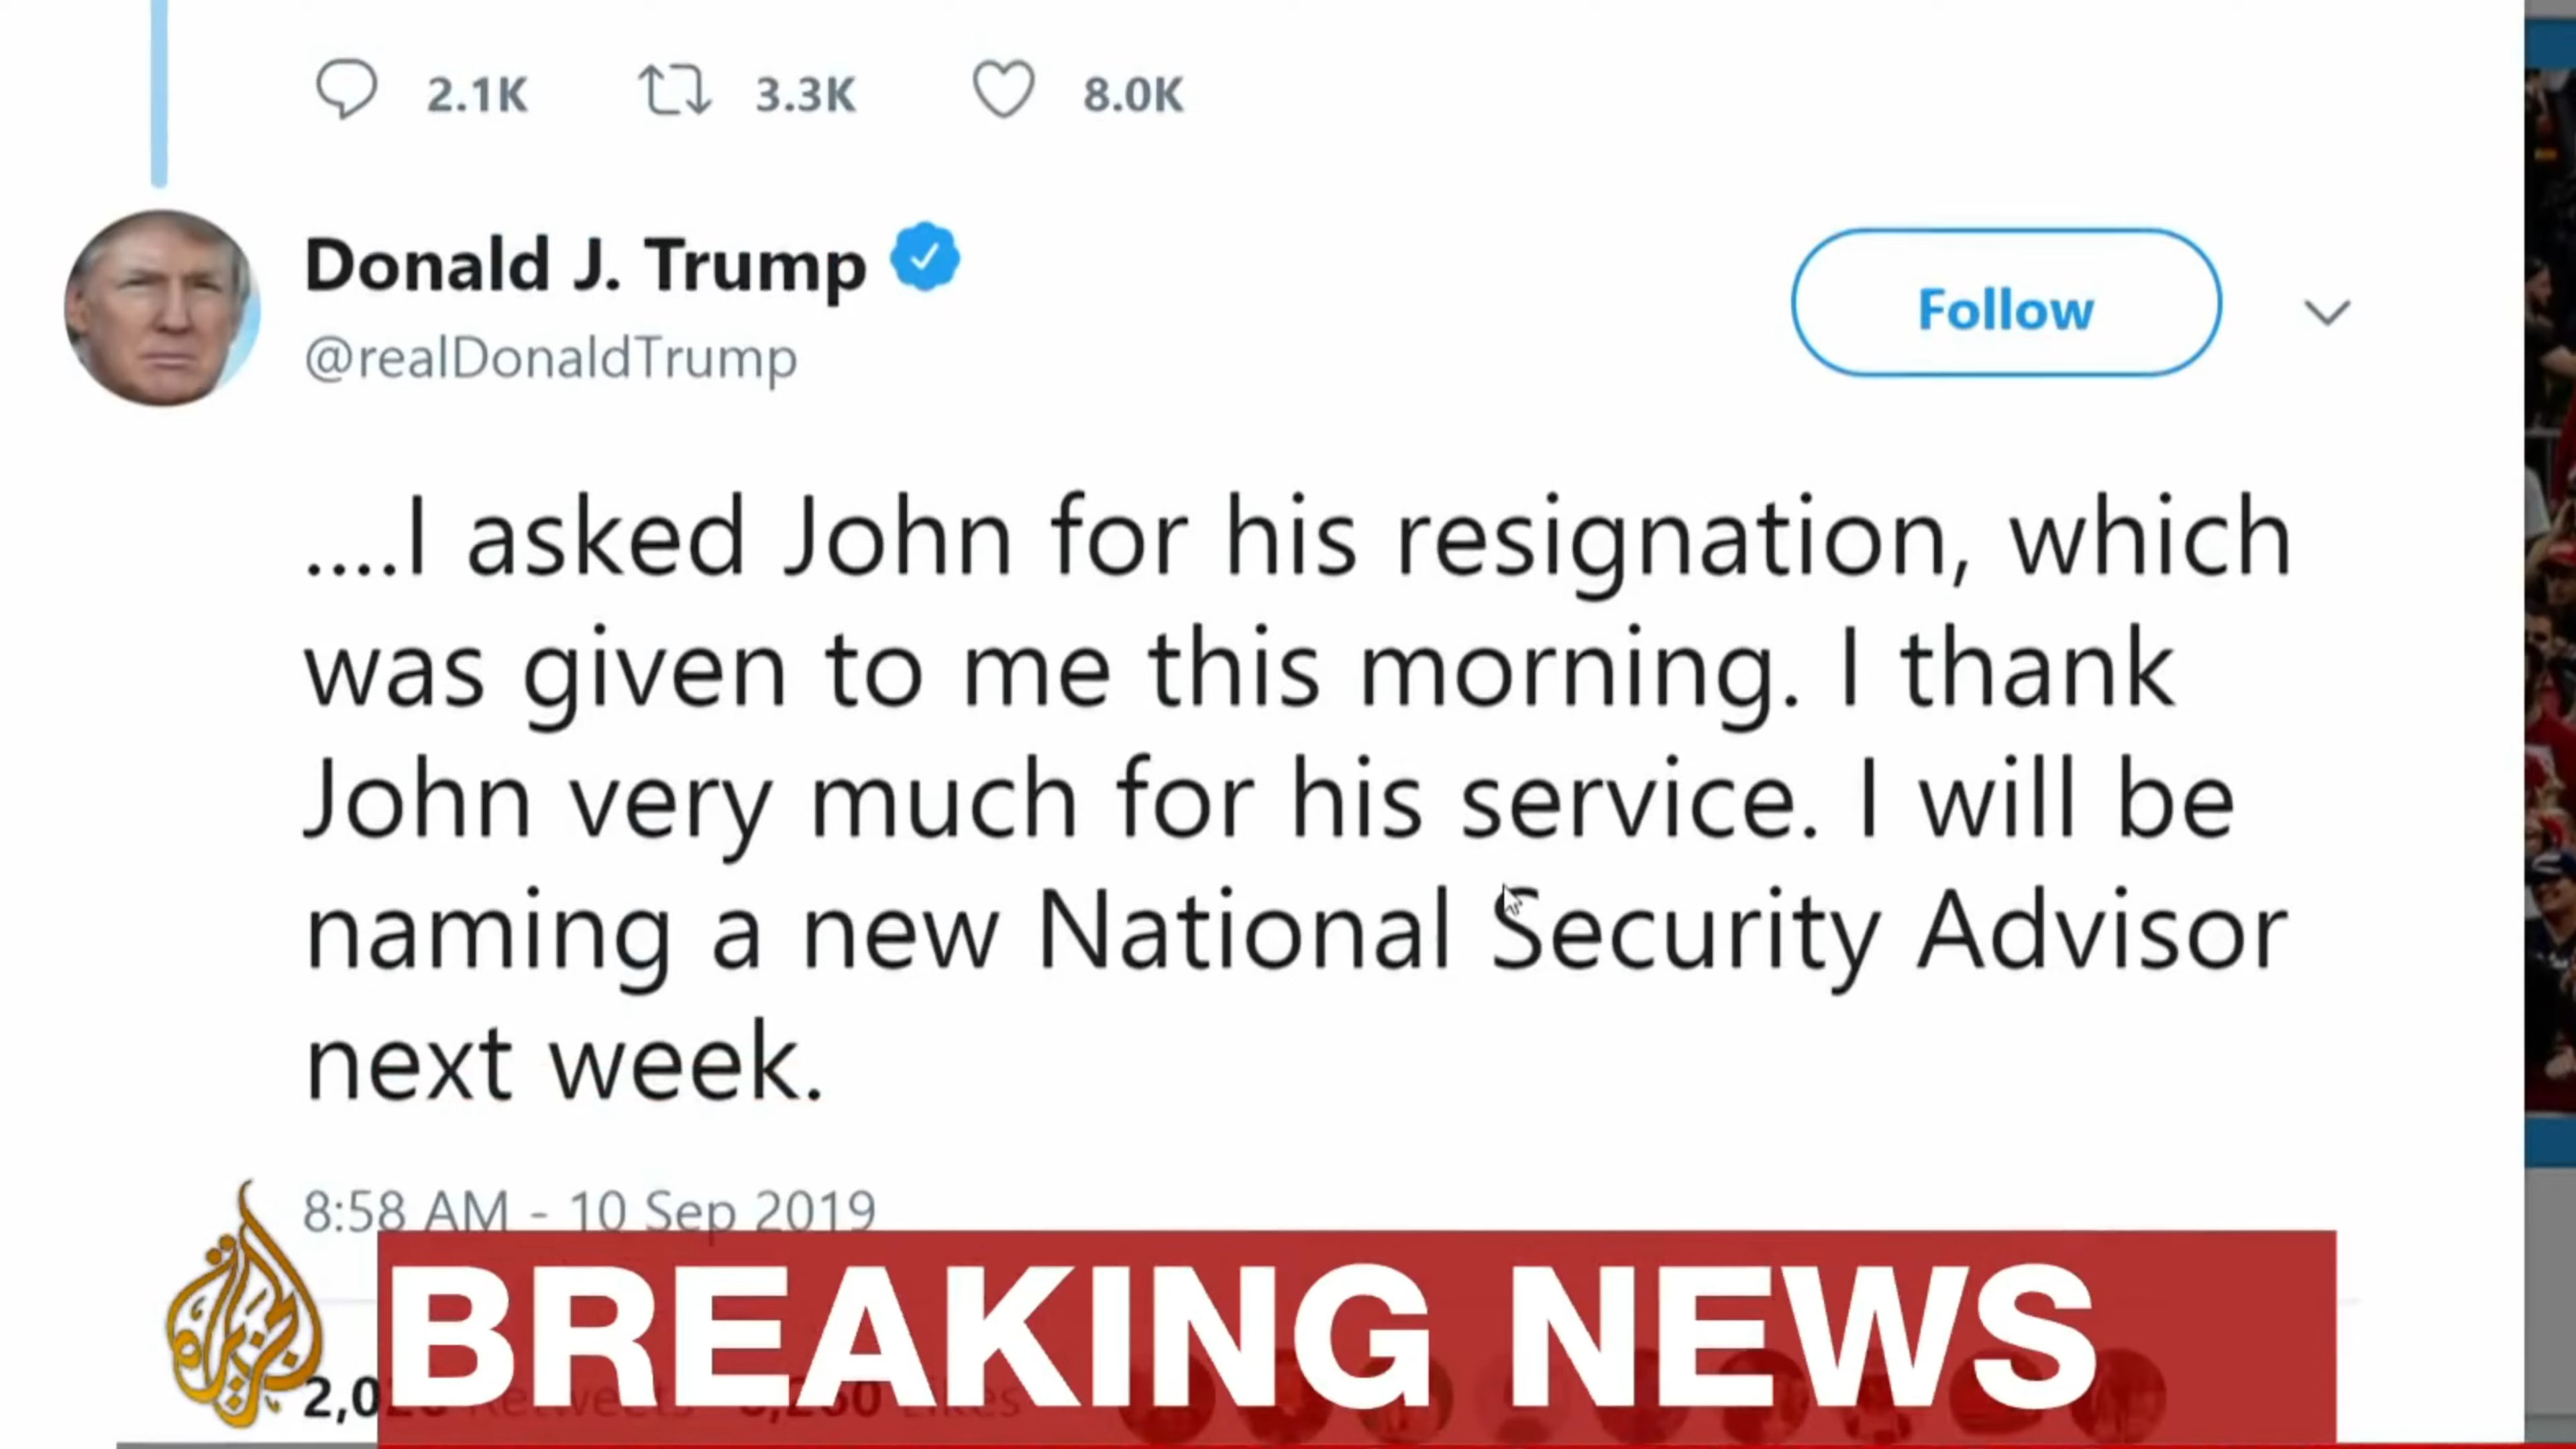 2.1K 3.3K 8.0K
Donald J. Trump
Follow
@realDonaldTrump
....I asked John for his resignation, which
was given to me this morning. I thank
John very much for his service. I will be
naming a new National Security Advisor
next week.
8:58 AM - 10 Sep 2019
BREAKING NEWS
Retweets Likes